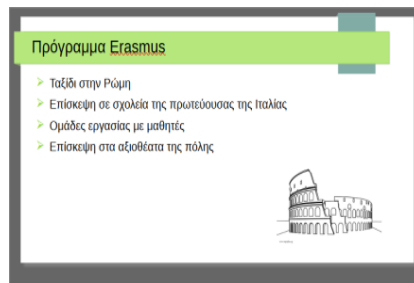 Πρόγραμμα Erasmus
Ταξίδι στην Ρώμη
Επίσκεψη σε σχολεία της πρωτεύουσας της Ιταλίας
Ομάδες εργασίας με μαθητές
Επίσκεψη στα αξιοθέατα της πόλης